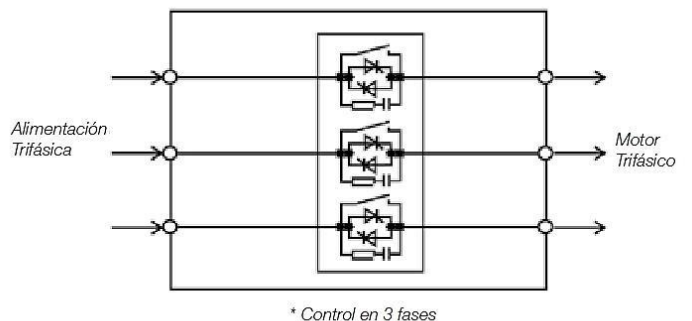 Alimentación
Trifásica
Motor
Trifásico
* Control en 3 fases